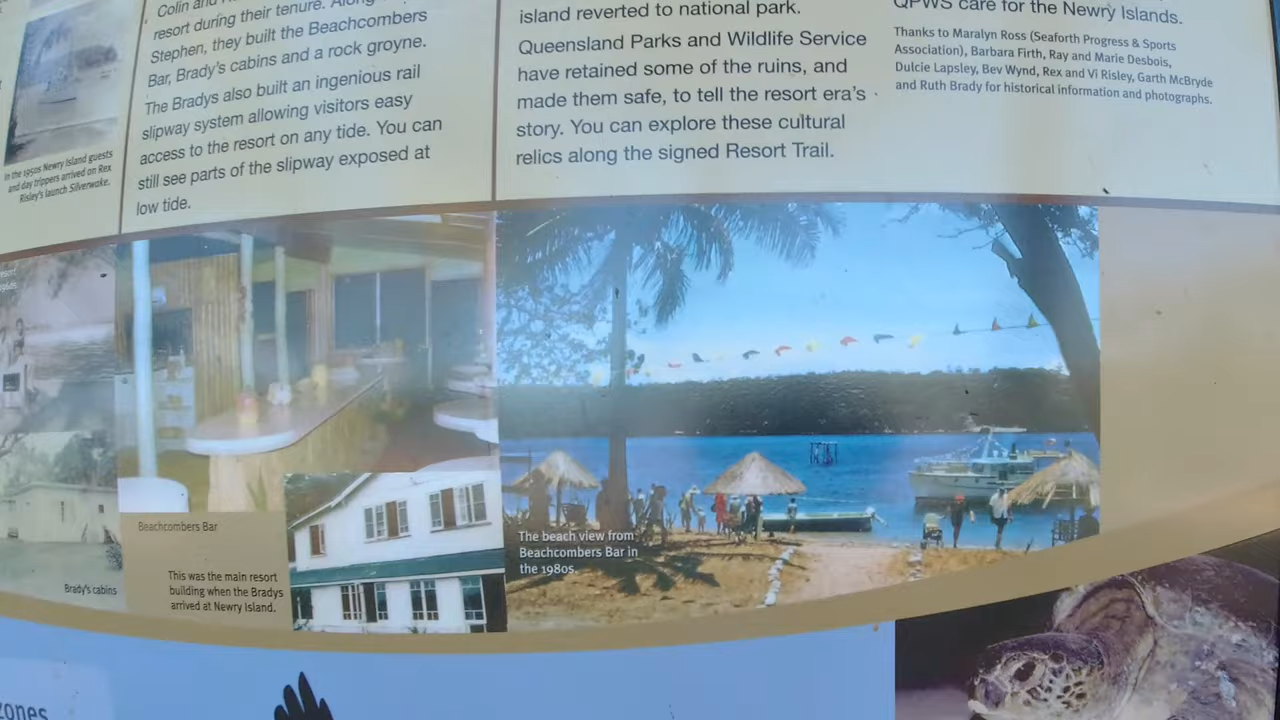 In the 1950s Newry Island guests
and day trippers arrived on Rex
Risley's launch Silverwake.
Colin and
resort during their tenure. Along
Stephen, they built the Beachcombers
Bar, Brady's cabins and a rock groyne.
The Bradys also built an ingenious rail
slipway system allowing visitors easy
access to the resort on any tide. You can
still see parts of the slipway exposed at
low tide.
island reverted to national park.
Queensland Parks and Wildlife Service
have retained some of the ruins, and
made them safe, to tell the resort era's
story. You can explore these cultural
relics along the signed Resort Trail.
QPWS care for the Newry Islands.
Thanks to Maralyn Ross (Seaforth Progress & Sports
Association), Barbara Firth, Ray and Marie Desbois,
Dulcie Lapsley, Bev Wynd, Rex and Vi Risley, Garth McBryde
and Ruth Brady for historical information and photographs.
Brady's cabins
Beachcombers Bar
This was the main resort
building when the Bradys
arrived at Newry Island.
The beach view from
Beachcombers Bar in
the 1980s.
zones